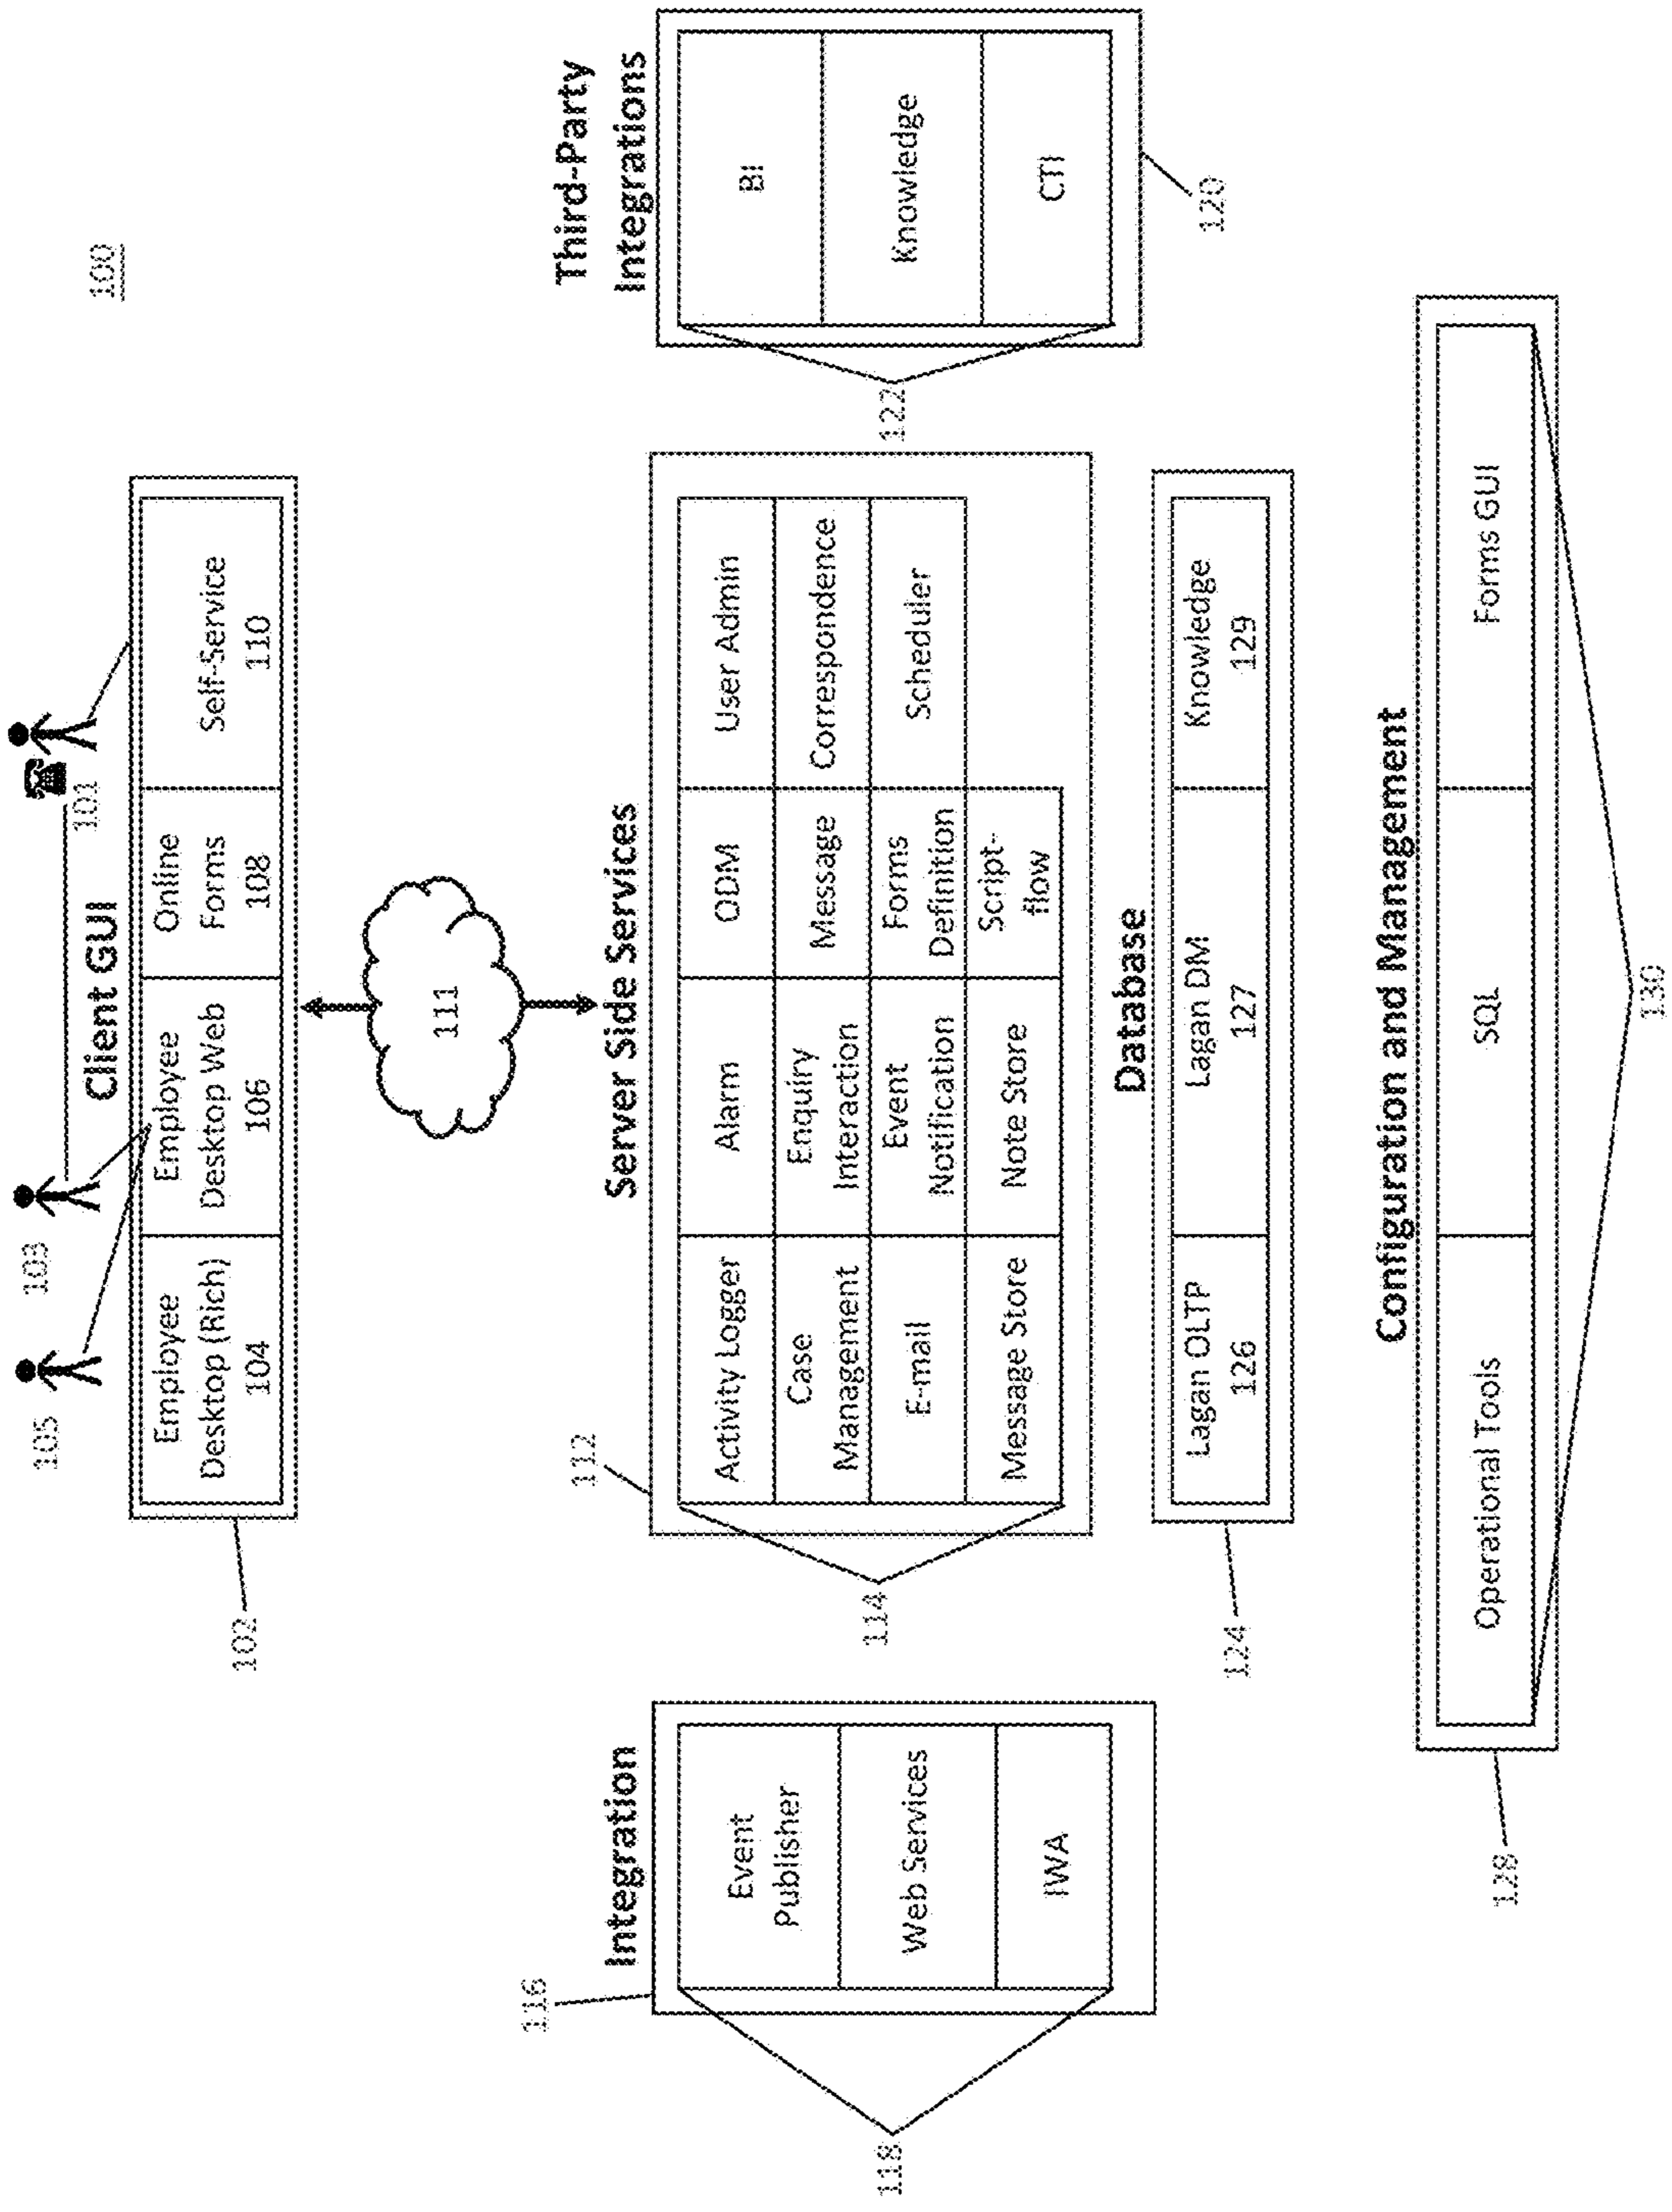 100
101
103
105
Client GUI
Employee
Desktop (Rich)
104
Employee
Desktop Web
106
Online
Forms
108
Self-Service
110
102
111
Server Side Services
112
Activity Logger
Alarm
ODM
User Admin
Case
Management
Enquiry
Interaction
Message
Correspondence
E-mail
Event
Notification
Forms
Definition
Scheduler
Message Store
Note Store
Script-
flow
114
Integration
116
Event
Publisher
Web Services
IWA
118
Third-Party
Integrations
BI
Knowledge
CTI
120
122
Database
Lagan OLTP
126
Lagan DM
127
Knowledge
129
124
Configuration and Management
Operational Tools
SQL
Forms GUI
128
130